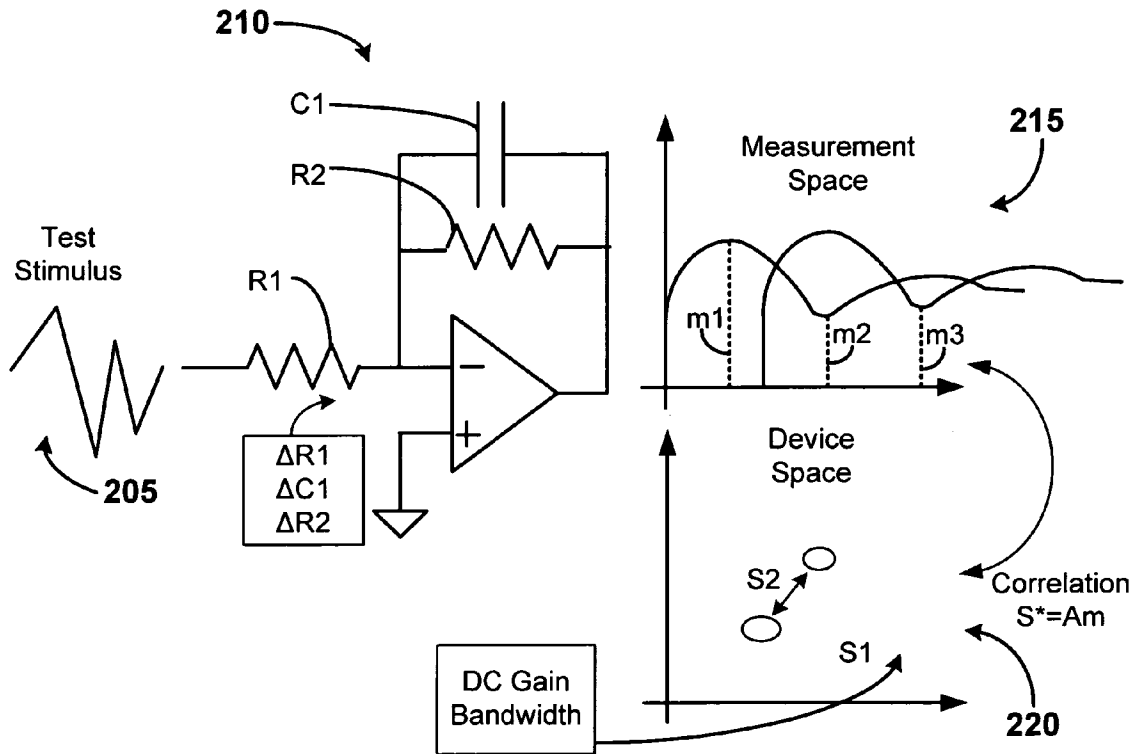 210
C1
R2
Test
Stimulus
R1
−
+
ΔR1
ΔC1
ΔR2
205
215
Measurement
Space
m1
m2
m3
Device
Space
S2
S1
Correlation
S*=Am
DC Gain
Bandwidth
220